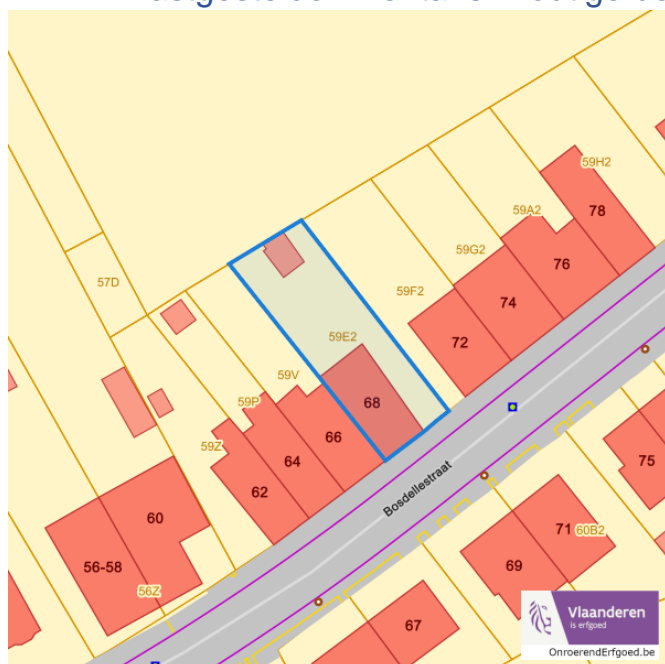 59H2
78
59A2
76
57D
59G2
59F2
74
59E2
72
59V
59P
68
66
59Z
64
62
Bosdellestraat
75
60
71
60B2
56-58
69
56Z
67
Vlaanderen
is erfgoed
OnroerendErfgoed.be